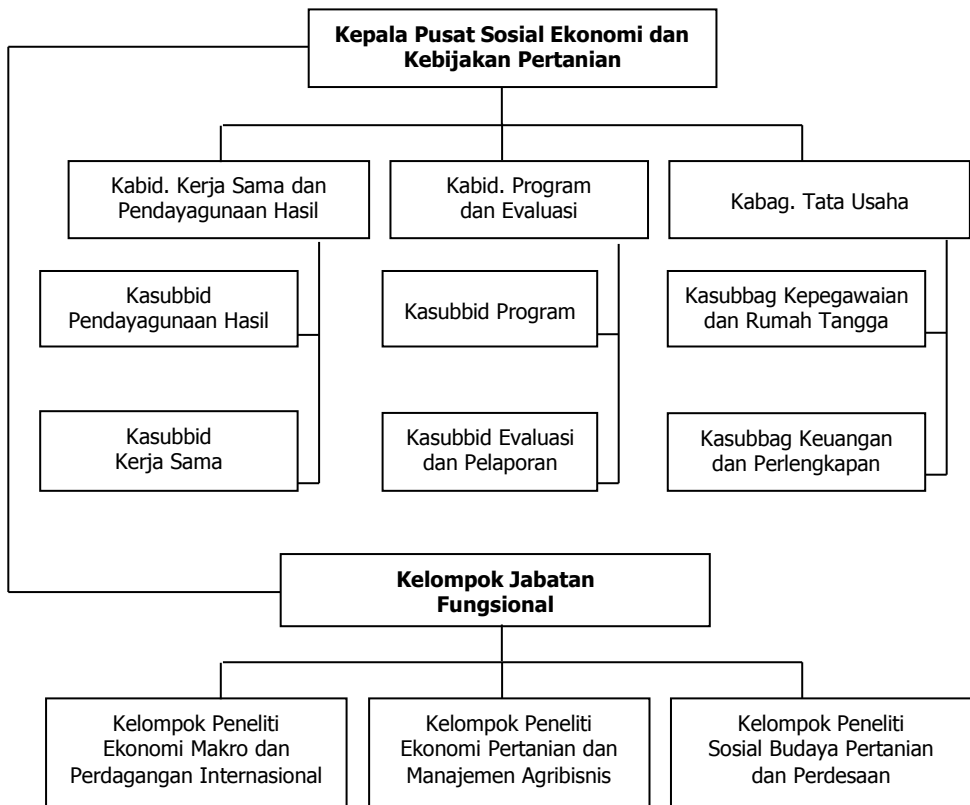 Kepala Pusat Sosial Ekonomi dan
Kebijakan Pertanian
Kabid. Kerja Sama dan
Pendayagunaan Hasil
Kabid. Program
dan Evaluasi
Kabag. Tata Usaha
Kasubbid
Pendayagunaan Hasil
Kasubbid Program
Kasubbag Kepegawaian
dan Rumah Tangga
Kasubbid
Kerja Sama
Kasubbid Evaluasi
dan Pelaporan
Kasubbag Keuangan
dan Perlengkapan
Kelompok Jabatan
Fungsional
Kelompok Peneliti
Ekonomi Makro dan
Perdagangan Internasional
Kelompok Peneliti
Ekonomi Pertanian dan
Manajemen Agribisnis
Kelompok Peneliti
Sosial Budaya Pertanian
dan Perdesaan